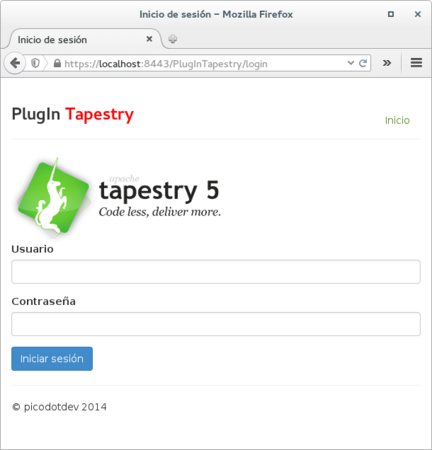 Inicio de sesión – Mozilla Firefox
Inicio de sesión
https://localhost:8443/PlugInTapestry/login
PlugIn Tapestry
Inicio
apache
tapestry 5
Code less, deliver more.
Usuario
Contraseña
Iniciar sesión
© picodotdev 2014